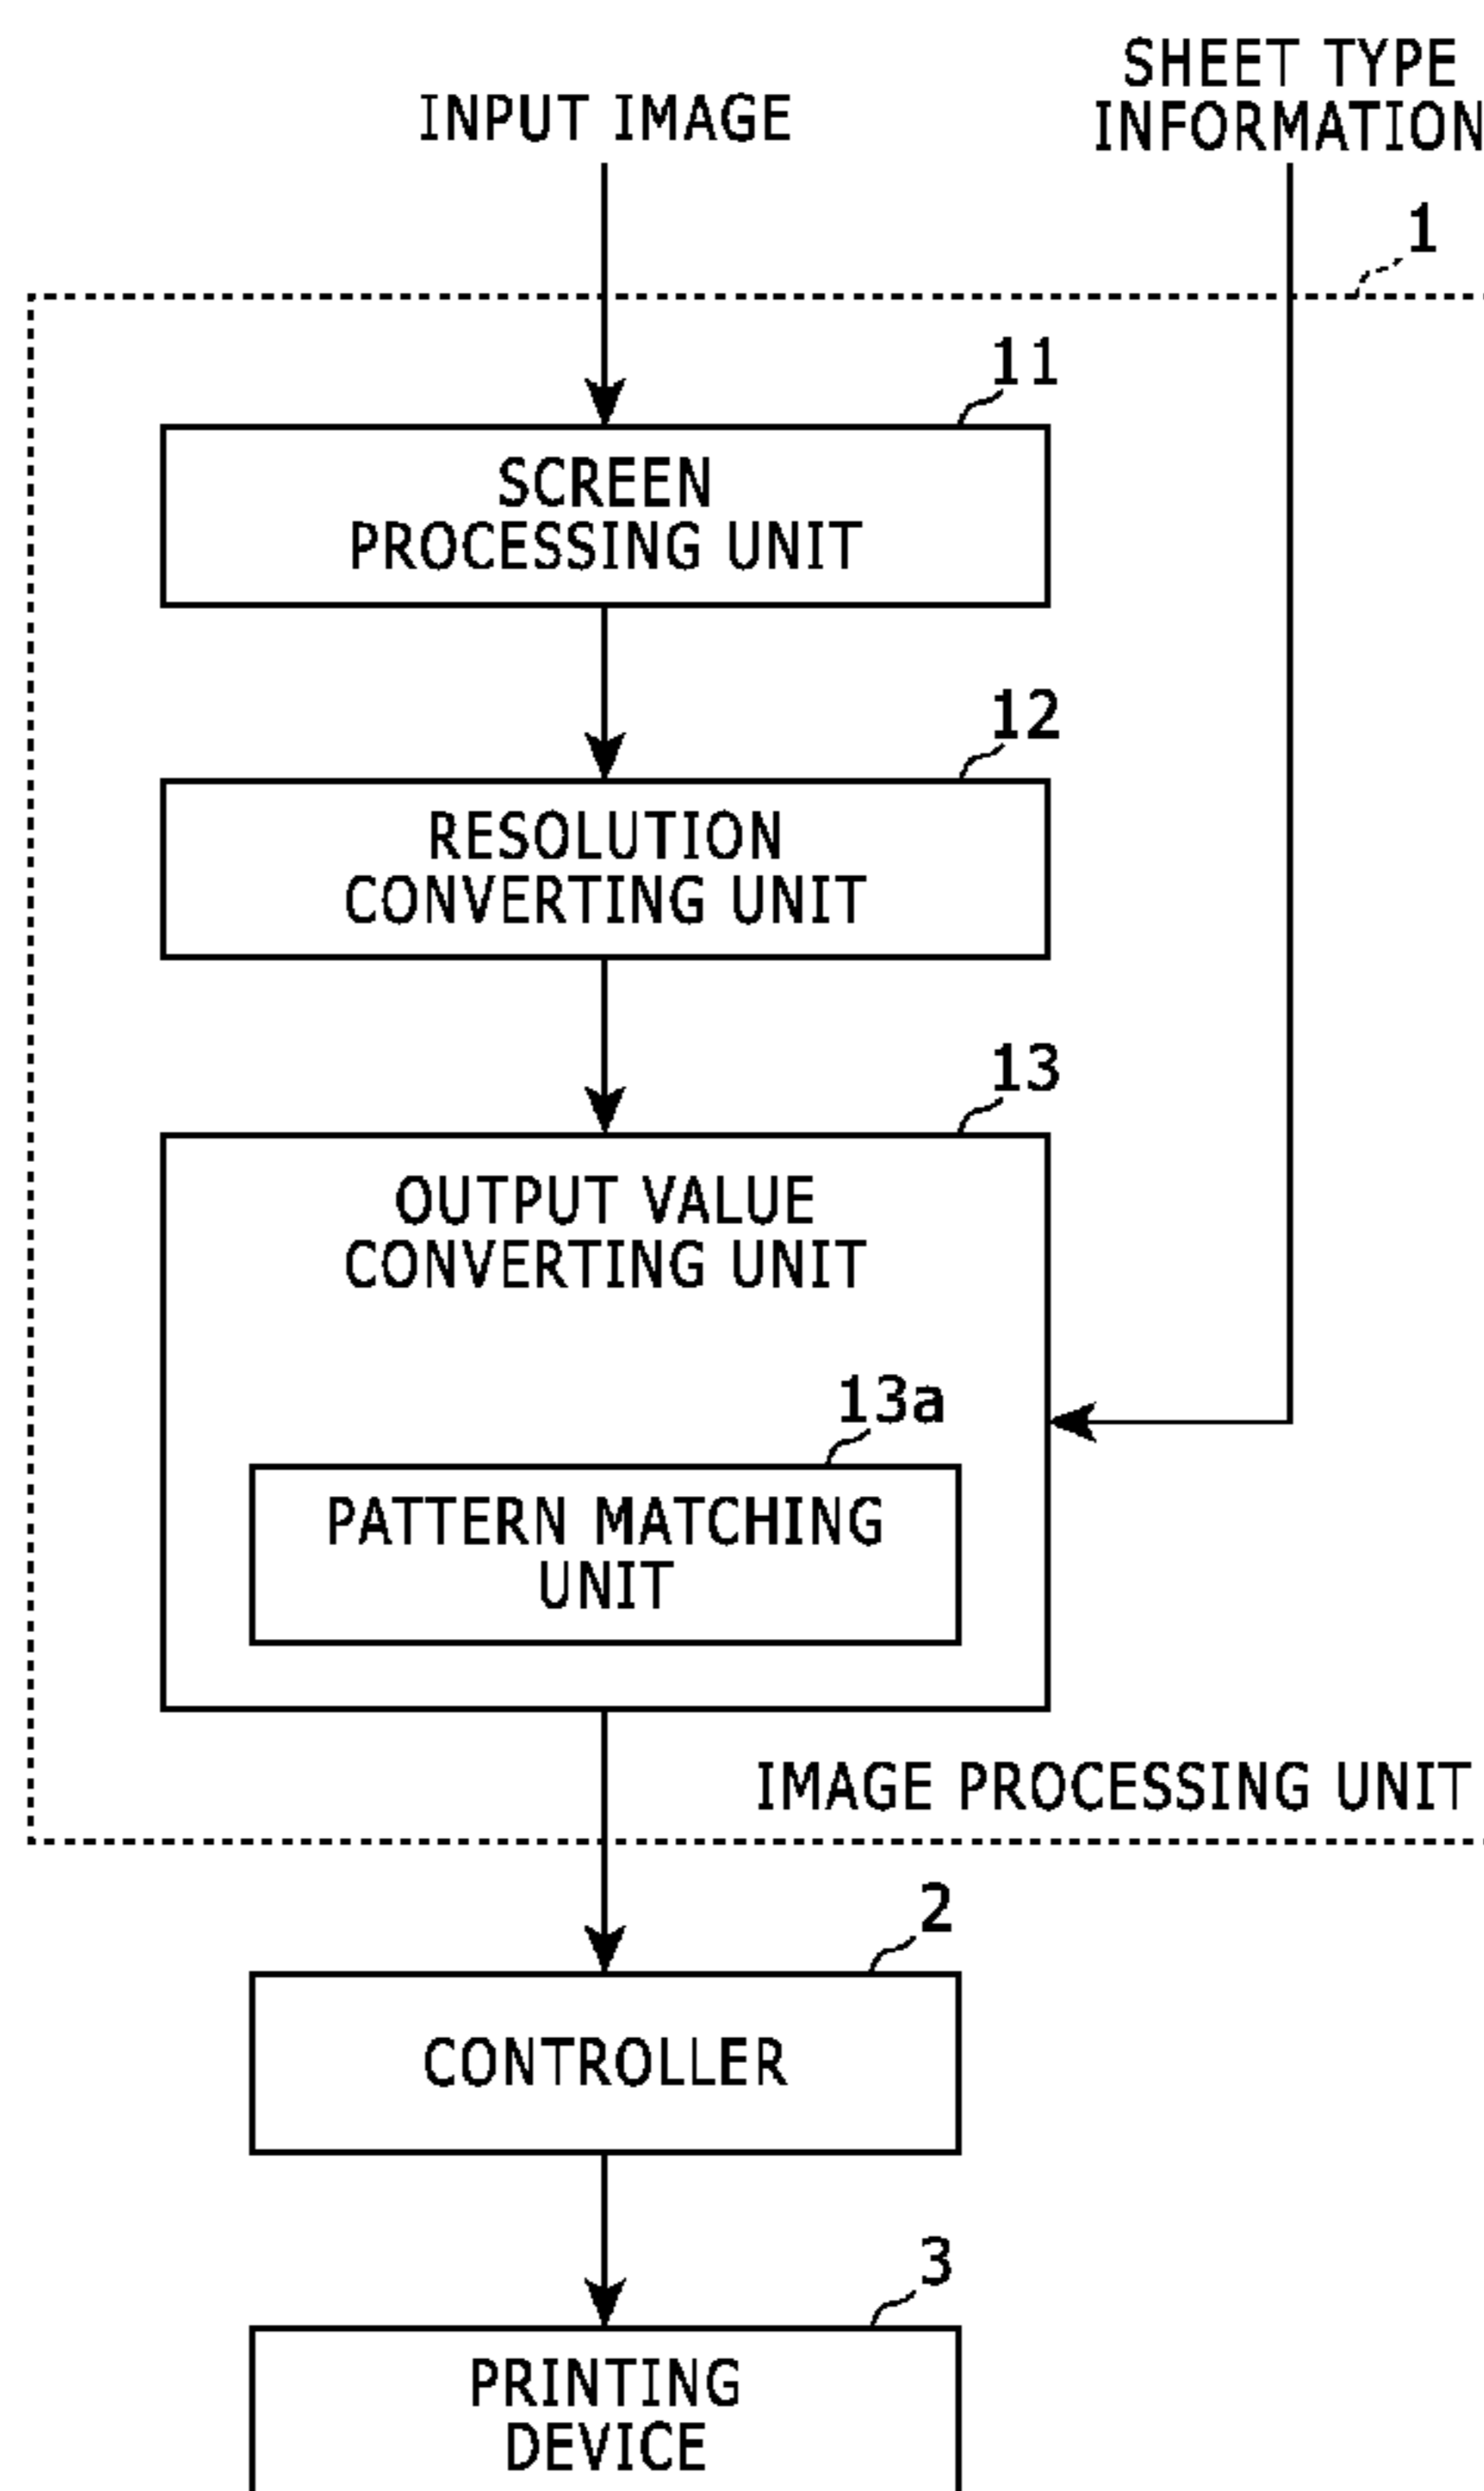 INPUT IMAGE
SHEET TYPE
INFORMATION
1
11
SCREEN
PROCESSING UNIT
12
RESOLUTION
CONVERTING UNIT
13
OUTPUT VALUE
CONVERTING UNIT
13a
PATTERN MATCHING
UNIT
IMAGE PROCESSING UNIT
2
CONTROLLER
3
PRINTING
DEVICE